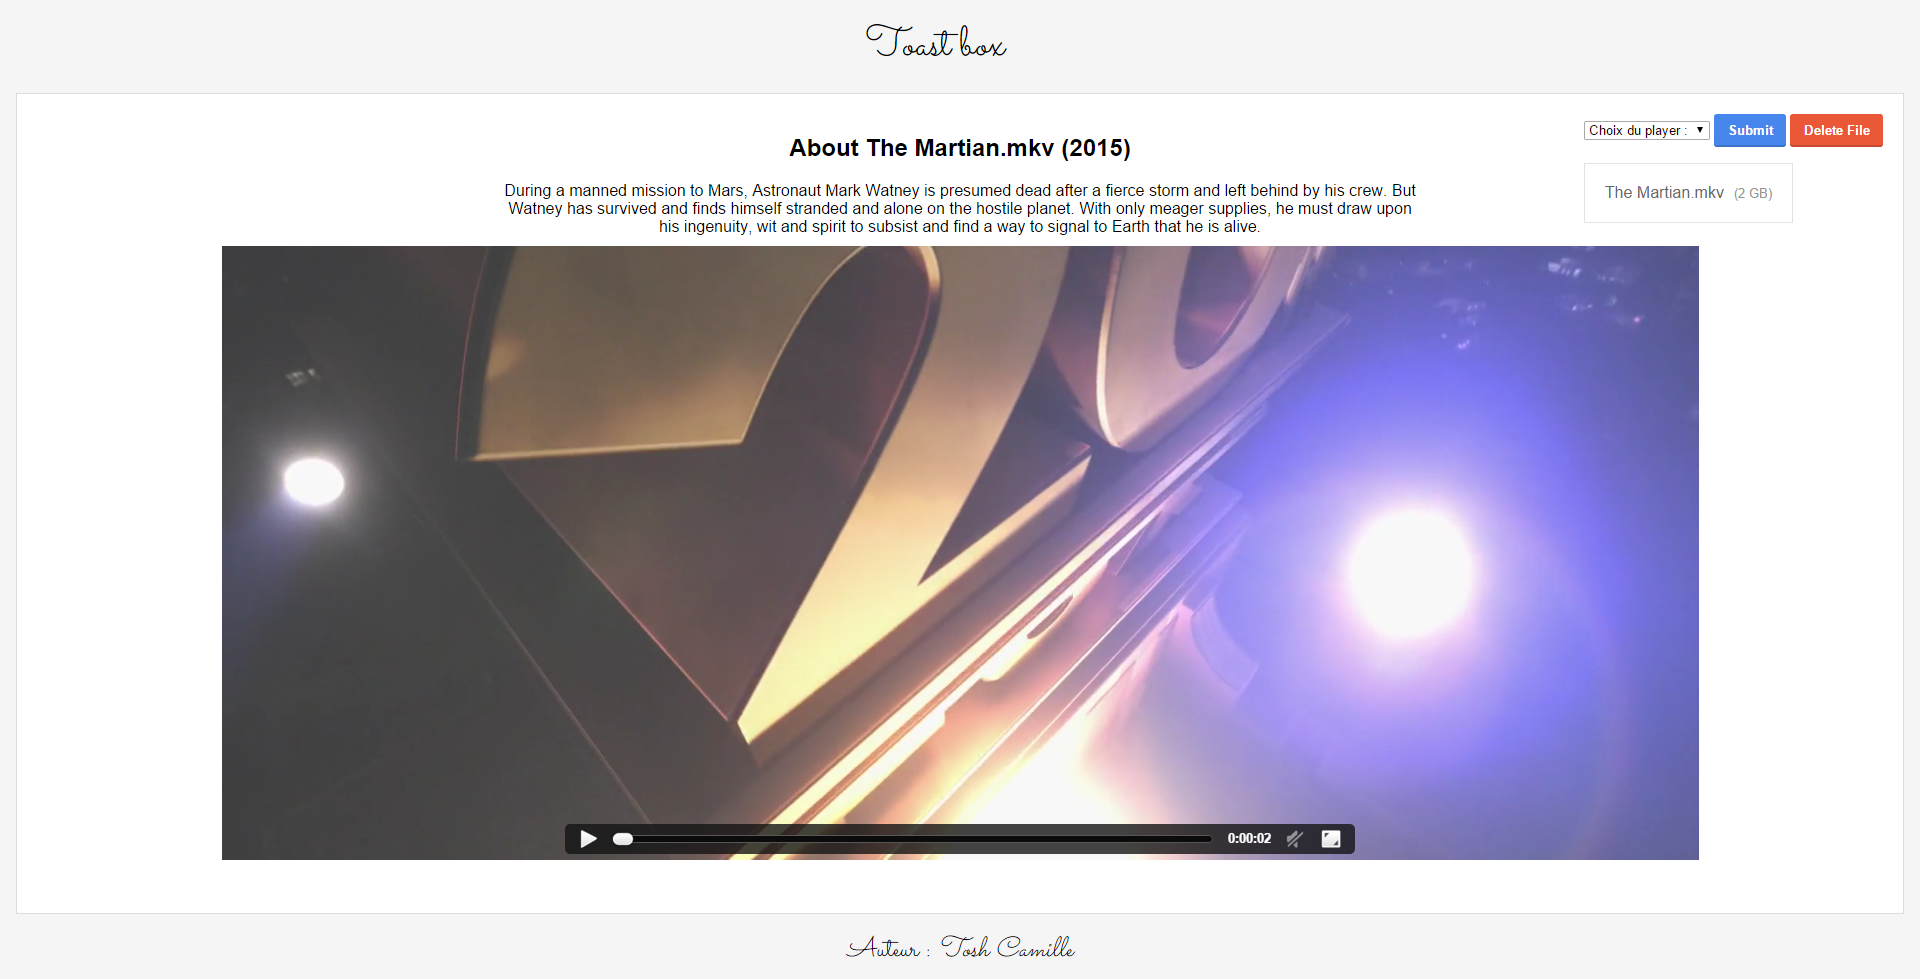 Toast box
Choix du player :
Submit
Delete File
About The Martian.mkv (2015)
The Martian.mkv (2 GB)
During a manned mission to Mars, Astronaut Mark Watney is presumed dead after a fierce storm and left behind by his crew. But
Watney has survived and finds himself stranded and alone on the hostile planet. With only meager supplies, he must draw upon
his ingenuity, wit and spirit to subsist and find a way to signal to Earth that he is alive.
20
0:00:02
Auteur : Tosh Camille